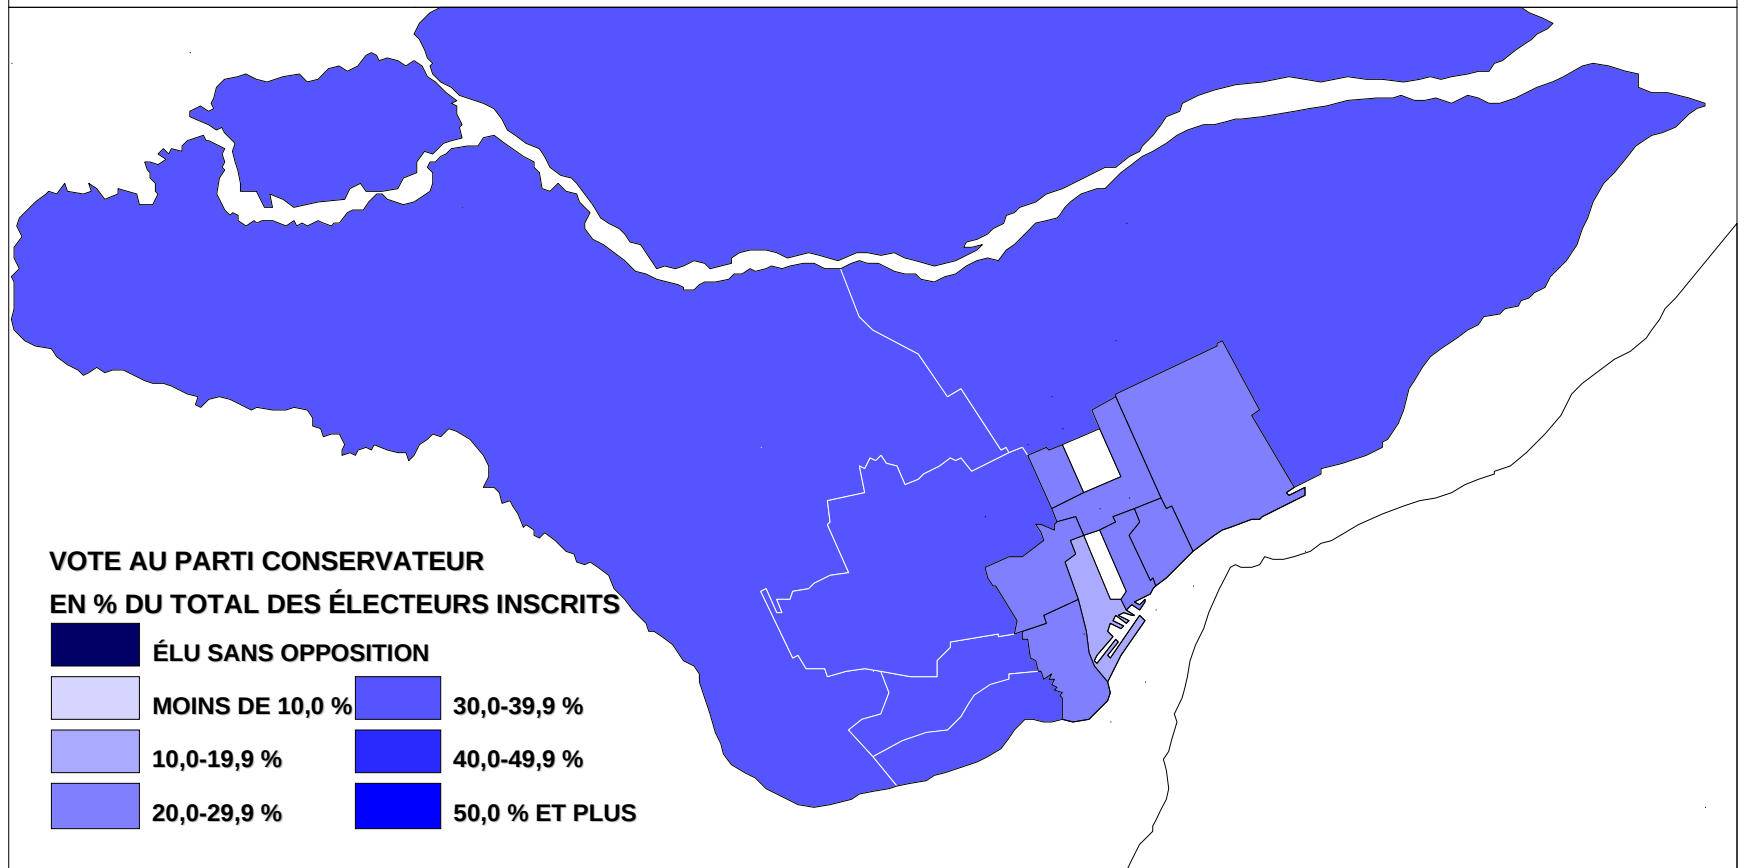 VOTE AU PARTI CONSERVATEUR
EN % DU TOTAL DES ÉLECTEURS INSCRITS
ÉLU SANS OPPOSITION
MOINS DE 10,0 %
30,0-39,9 %
10,0-19,9 %
40,0-49,9 %
20,0-29,9 %
50,0 % ET PLUS